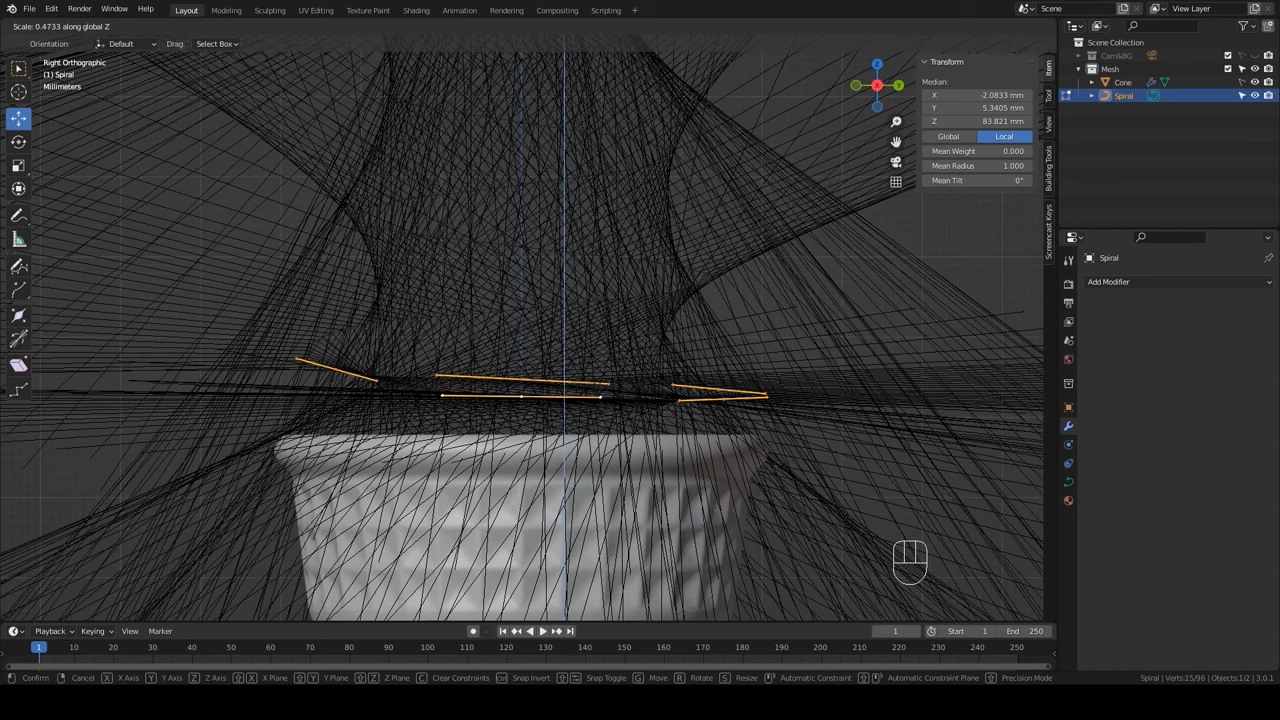 File Edit Render Window Help Layout Modeling Sculpting UV Editing Texture Paint Shading Animation Rendering Compositing Scripting + Scene View Layer
Scale: 0.4733 along global Z
Orientation: Default Drag: Select Box
Right Orthographic
(1) Spiral
Millimeters
Z
Y
X
Transform
Median:
X -2.0833 mm
Y 5.3405 mm
Z 83.821 mm
Global Local
Mean Weight: 0.000
Mean Radius 1.000
Mean Tilt 0°
Item
Tool
View
Building Tools
Screencast Keys
Scene Collection
Cam&BG
Mesh
Cone
Spiral
Spiral
Add Modifier
Playback Keying View Marker 1 Start 1 End 250
1 10 20 30 40 50 60 70 80 90 100 110 120 130 140 150 160 170 180 190 200 210 220 230 240 250
Confirm Cancel X X Axis Y Y Axis Z Z Axis X X Plane Y Y Plane Z Z Plane C Clear Constraints Ctrl Snap Invert Snap Toggle G Move R Rotate S Resize Automatic Constraint Automatic Constraint Plane Precision Mode Spiral | Verts:15/96 | Objects:1/2 | 3.0.1